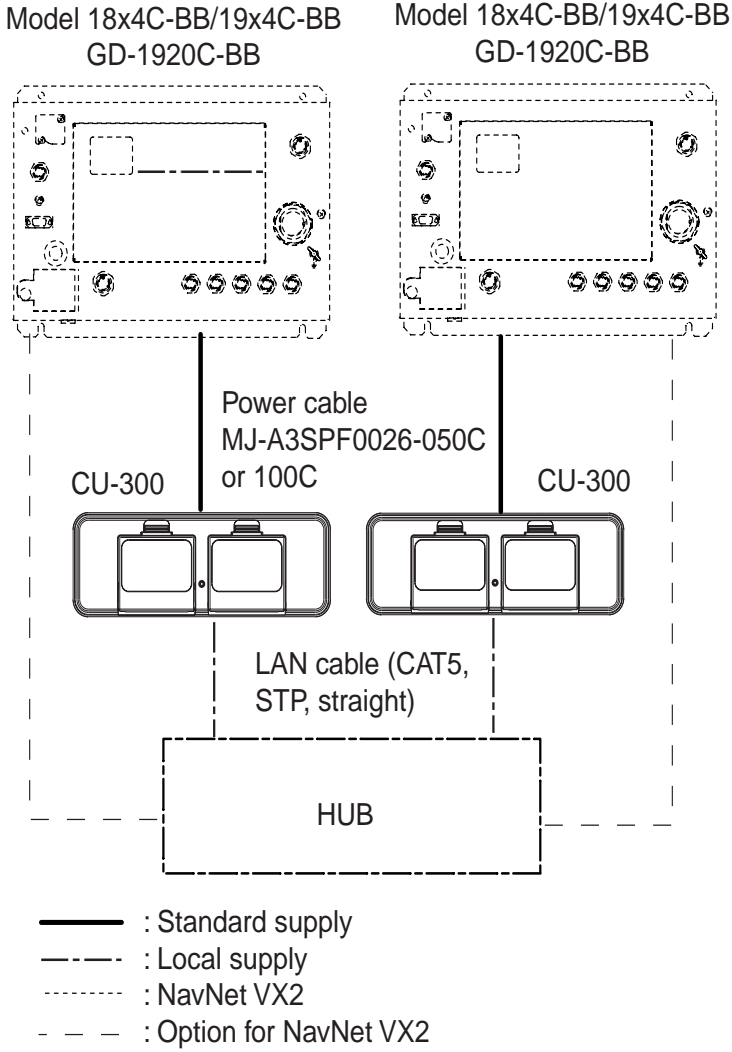 Model 18x4C-BB/19x4C-BB
GD-1920C-BB
Model 18x4C-BB/19x4C-BB
GD-1920C-BB
Power cable
MJ-A3SPF0026-050C
or 100C
CU-300
CU-300
LAN cable (CAT5,
STP, straight)
HUB
: Standard supply
: Local supply
: NavNet VX2
: Option for NavNet VX2